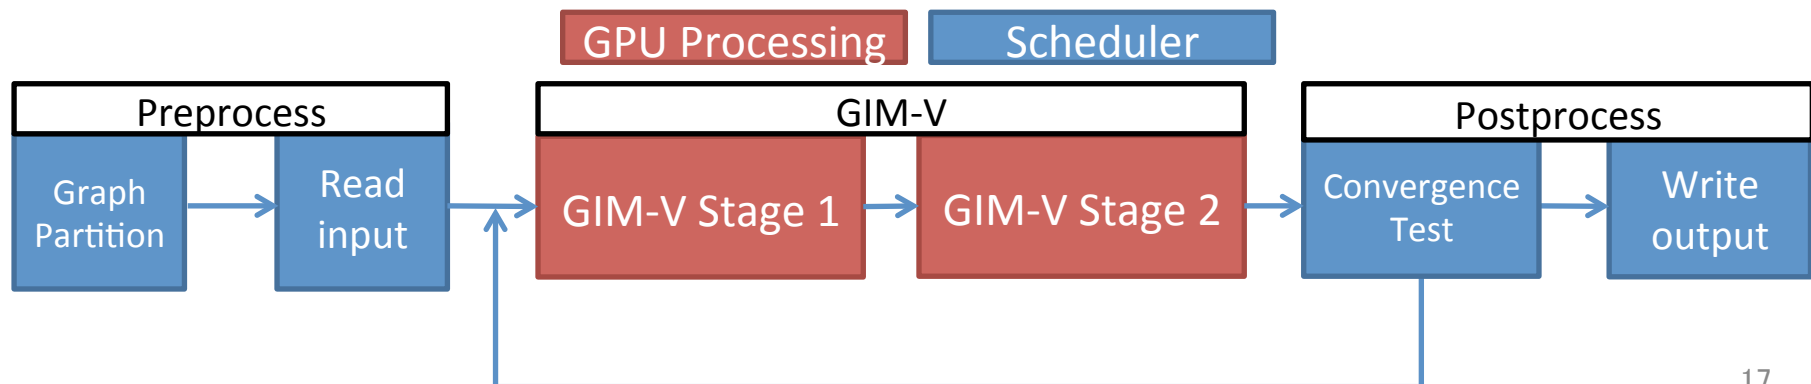 GPU Processing
Scheduler
Preprocess
GIM-V
Postprocess
Graph
Partition
Read
input
GIM-V Stage 1
GIM-V Stage 2
Convergence
Test
Write
output
17